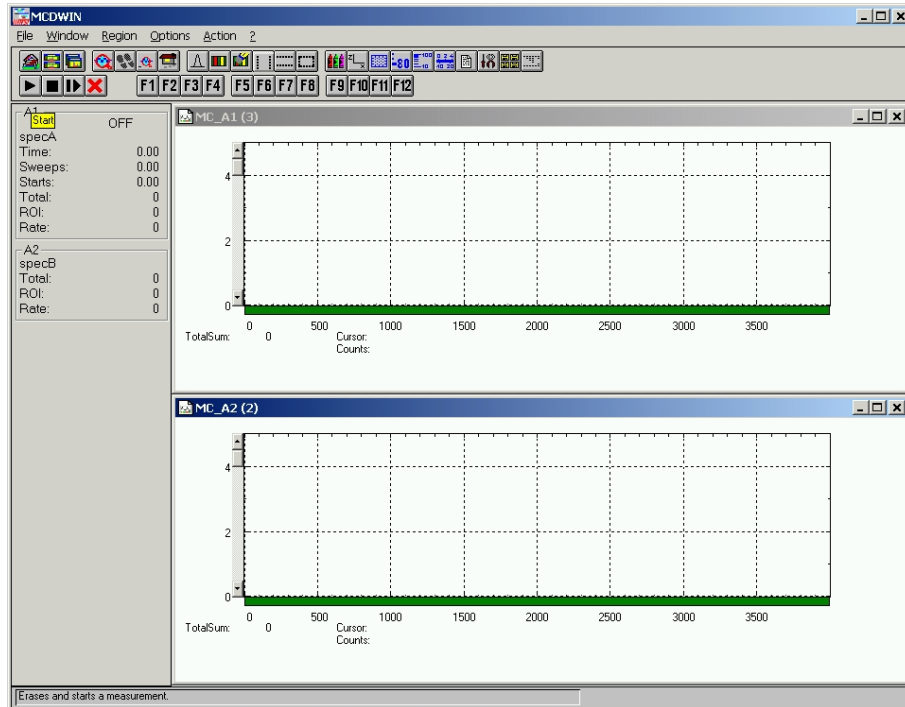 MCDWIN
File Window Region Options Action ?
F1 F2 F3 F4 F5 F6 F7 F8 F9 F10 F11 F12
A1
Start
OFF
specA
Time: 0.00
Sweeps: 0.00
Starts: 0.00
Total: 0
ROI: 0
Rate: 0
A2
specB
Total: 0
ROI: 0
Rate: 0
MC_A1 (3)
4
2
0
0 500 1000 1500 2000 2500 3000 3500
TotalSum: 0 Cursor:
Counts:
MC_A2 (2)
4
2
0
0 500 1000 1500 2000 2500 3000 3500
TotalSum: 0 Cursor:
Counts:
Erases and starts a measurement.